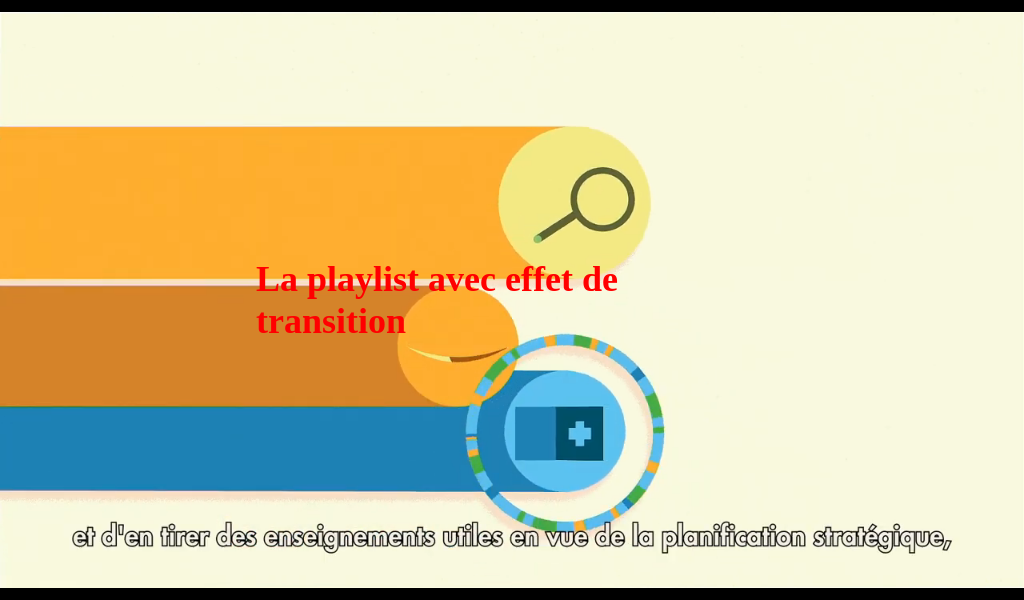 La playlist avec effet de
transition
et d'en tirer des enseignements utiles en vue de la planification stratégique,